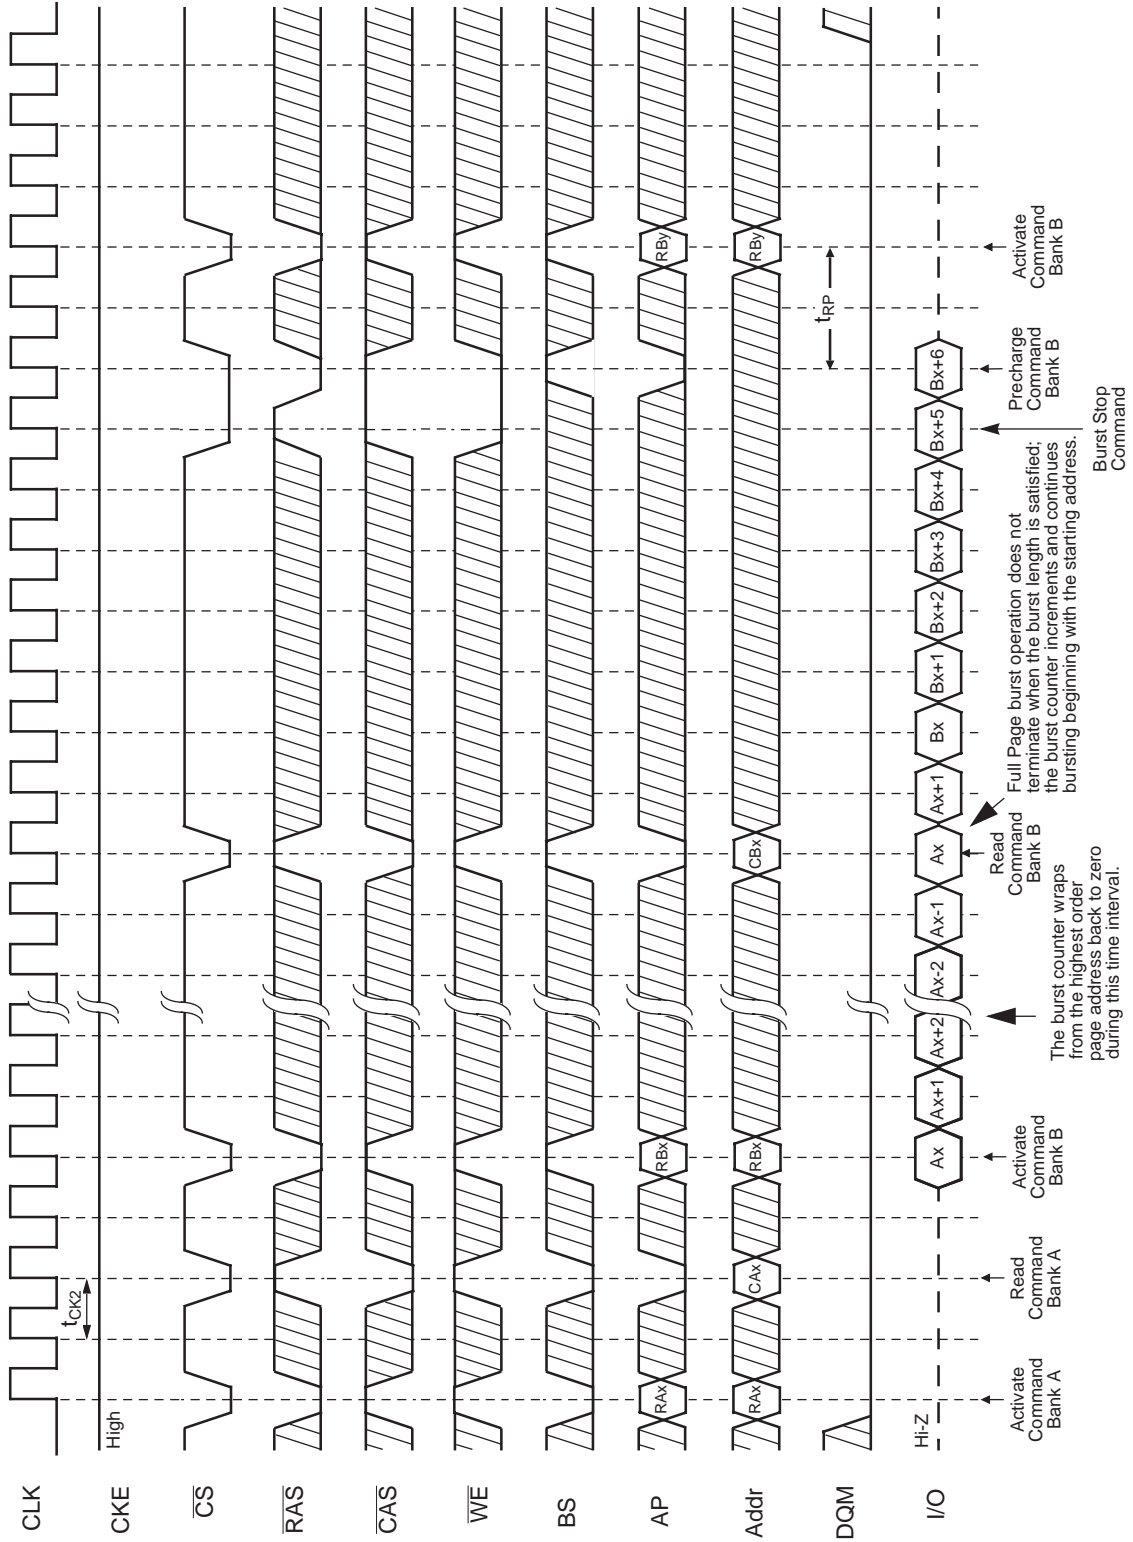 CLK
t CK2
CKE
High
CS
RAS
CAS
WE
BS
AP
RAx
RBx
RBy
Addr
RAx
CAx
RBx
CBx
RBy
DQM
t RP
I/O
Hi-Z
Ax
Ax+1
Ax+2
Ax-2
Ax-1
Ax
Ax+1
Bx
Bx+1
Bx+2
Bx+3
Bx+4
Bx+5
Bx+6
Activate
Command
Bank A
Read
Command
Bank A
Activate
Command
Bank B
The burst counter wraps
from the highest order
page address back to zero
during this time interval.
Read
Command
Bank B
Full Page burst operation does not
terminate when the burst length is satisfied;
the burst counter increments and continues
bursting beginning with the starting address.
Burst Stop
Command
Precharge
Command
Bank B
Activate
Command
Bank B